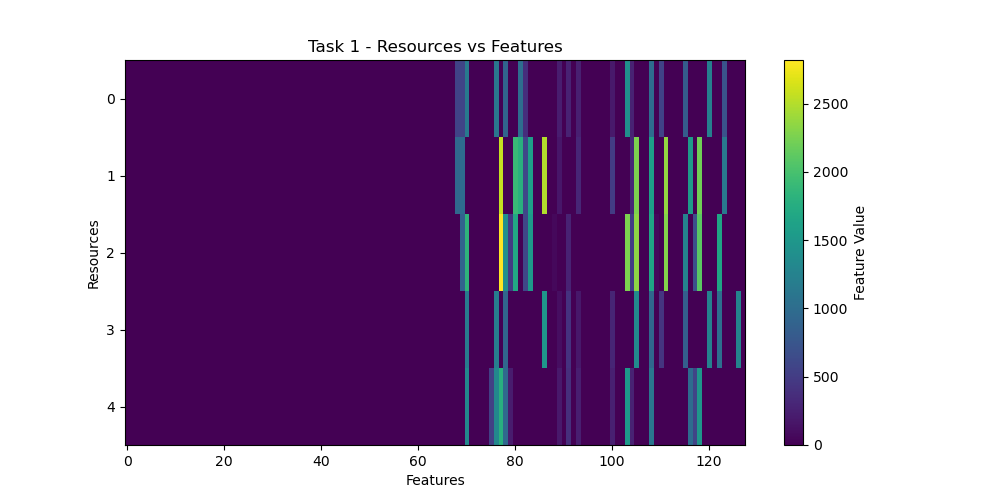 Task 1 - Resources vs Features
Resources
0
1
2
3
4
0 20 40 60 80 100 120
Features
2500
2000
1500
1000
500
0
Feature Value